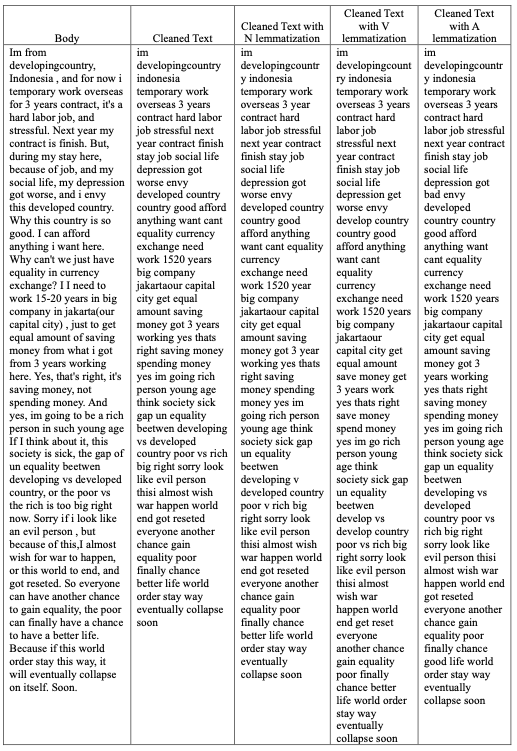 Body
Im from
developingcountry,
Indonesia , and for now i
temporary work overseas
for 3 years contract, it's a
hard labor job, and
stressful. Next year my
contract is finish. But,
during my stay here,
because of job, and my
social life, my depression
got worse, and i envy
this developed country.
Why this country is so
good. I can afford
anything i want here.
Why can't we just have
equality in currency
exchange? I I need to
work 15-20 years in big
company in jakarta(our
capital city) , just to get
equal amount of saving
money from what i got
from 3 years working
here. Yes, that's right, it's
saving money, not
spending money. And
yes, im going to be a rich
person in such young age
If I think about it, this
society is sick, the gap of
un equality beetwen
developing vs developed
country, or the poor vs
the rich is too big right
now. Sorry if i look like
an evil person , but
because of this,I almost
wish for war to happen,
or this world to end, and
got reseted. So everyone
can have another chance
to gain equality, the poor
can finally have a chance
to have a better life.
Because if this world
order stay this way, it
will eventually collapse
on itself. Soon.
Cleaned Text
im
developingcountry
indonesia
temporary work
overseas 3 years
contract hard labor
job stressful next
year contract finish
stay job social life
depression got
worse envy
developed country
country good afford
anything want cant
equality currency
exchange need
work 1520 years
big company
jakartaour capital
city get equal
amount saving
money got 3 years
working yes thats
right saving money
spending money
yes im going rich
person young age
think society sick
gap un equality
beetwen developing
vs developed
country poor vs rich
big right sorry look
like evil person
thisi almost wish
war happen world
end got reseted
everyone another
chance gain
equality poor
finally chance
better life world
order stay way
eventually collapse
soon
Cleaned Text with
N lemmatization
im
developingcountr
y indonesia
temporary work
overseas 3 year
contract hard
labor job stressful
next year contract
finish stay job
social life
depression got
worse envy
developed country
country good
afford anything
want cant equality
currency
exchange need
work 1520 year
big company
jakartaour capital
city get equal
amount saving
money got 3 year
working yes thats
right saving
money spending
money yes im
going rich person
young age think
society sick gap
un equality
beetwen
developing v
developed country
poor v rich big
right sorry look
like evil person
thisi almost wish
war happen world
end got reseted
everyone another
chance gain
equality poor
finally chance
better life world
order stay way
eventually
collapse soon
Cleaned Text
with V
lemmatization
im
developingcount
ry indonesia
temporary work
overseas 3 years
contract hard
labor job
stressful next
year contract
finish stay job
social life
depression get
worse envy
develop country
country good
afford anything
want cant
equality
currency
exchange need
work 1520 years
big company
jakartaour
capital city get
equal amount
save money get
3 years work
yes thats right
save money
spend money
yes im go rich
person young
age think
society sick gap
un equality
beetwen
develop vs
develop country
poor vs rich big
right sorry look
like evil person
thisi almost
wish war
happen world
end get reset
everyone
another chance
gain equality
poor finally
chance better
life world order
stay way
eventually
collapse soon
Cleaned Text
with A
lemmatization
im
developingcountr
y indonesia
temporary work
overseas 3 years
contract hard labor
job stressful next
year contract
finish stay job
social life
depression got
bad envy
developed
country country
good afford
anything want
cant equality
currency
exchange need
work 1520 years
big company
jakartaour capital
city get equal
amount saving
money got 3
years working
yes thats right
saving money
spending money
yes im going rich
person young age
think society sick
gap un equality
beetwen
developing vs
developed
country poor vs
rich big right
sorry look like
evil person thisi
almost wish war
happen world end
got reseted
everyone another
chance gain
equality poor
finally chance
good life world
order stay way
eventually
collapse soon